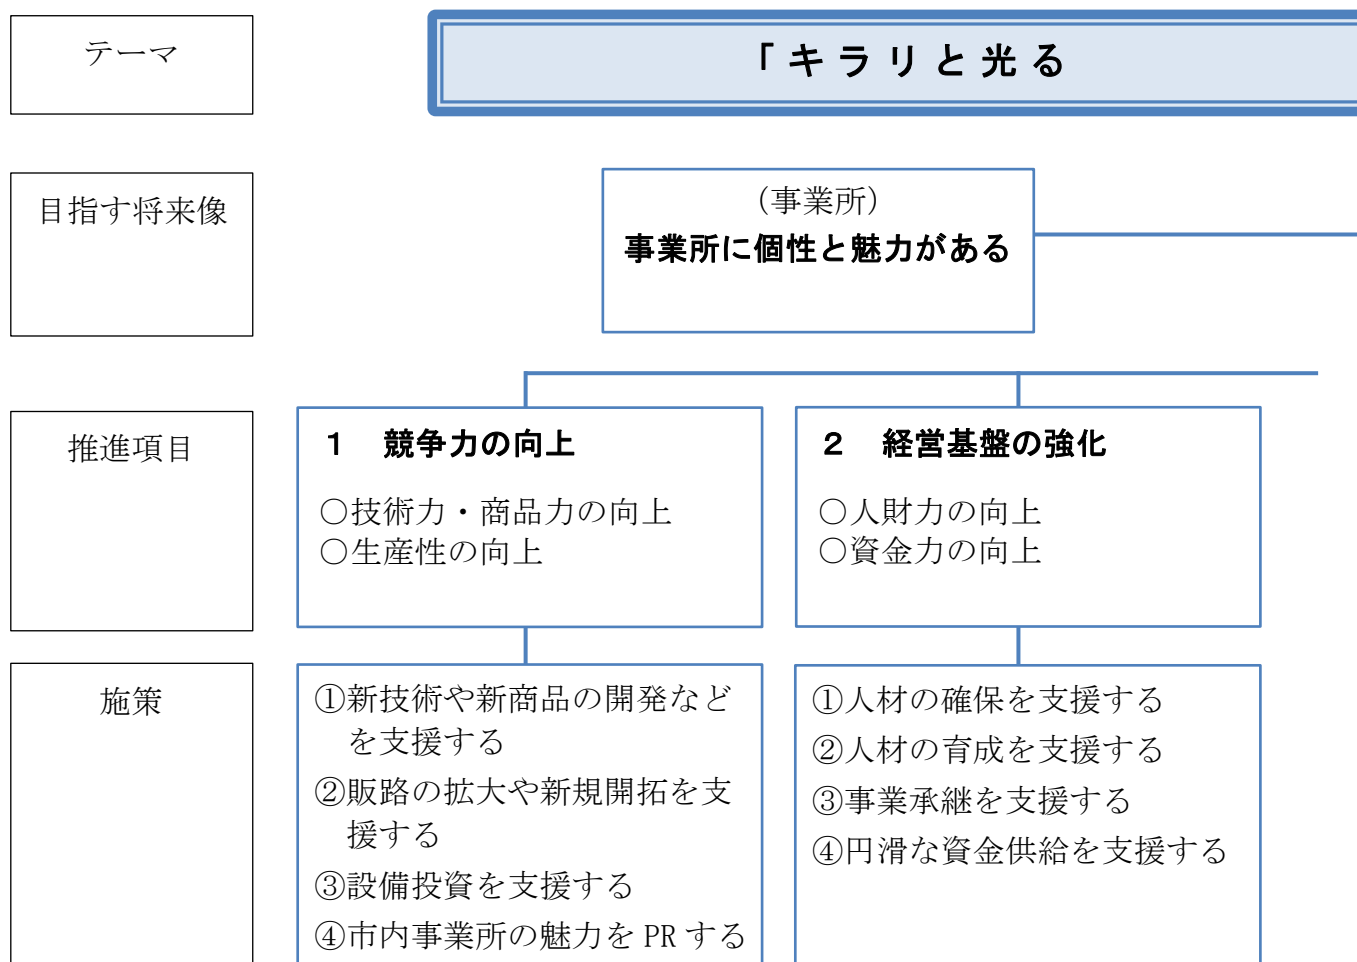 テーマ
「キラリと光る
目指す将来像
(事業所)
事業所に個性と魅力がある
推進項目
１　競争力の向上
○技術力・商品力の向上
○生産性の向上
２　経営基盤の強化
○人財力の向上
○資金力の向上
施策
①新技術や新商品の開発など
を支援する
②販路の拡大や新規開拓を支
援する
③設備投資を支援する
④市内事業所の魅力を PR する
①人材の確保を支援する
②人材の育成を支援する
③事業承継を支援する
④円滑な資金供給を支援する